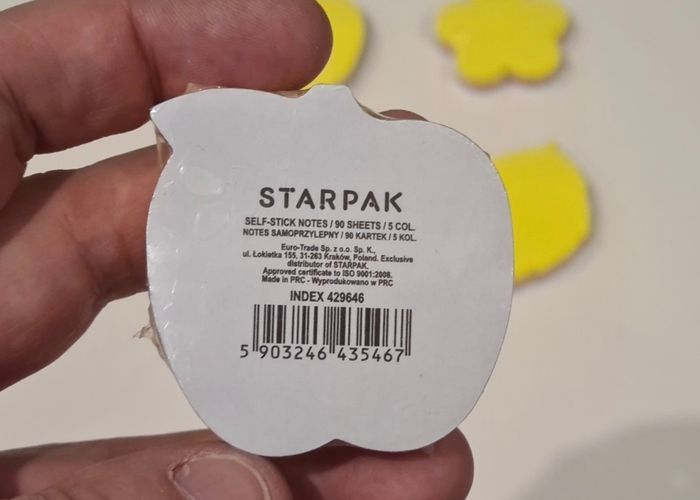 STARPAK
SELF-STICK NOTES / 90 SHEETS / 5 COL.
NOTES SAMOPRZYLEPNY / 90 KARTEK / 5 KOL.
Euro-Trade Sp. z o.o. Sp. K.,
ul. Łokietka 155, 31-263 Kraków, Poland. Exclusive
distributor of STARPAK.
Approved certificate to ISO 9001:2008.
Made in PRC - Wyprodukowano w PRC
INDEX 429646
5 903246 435467